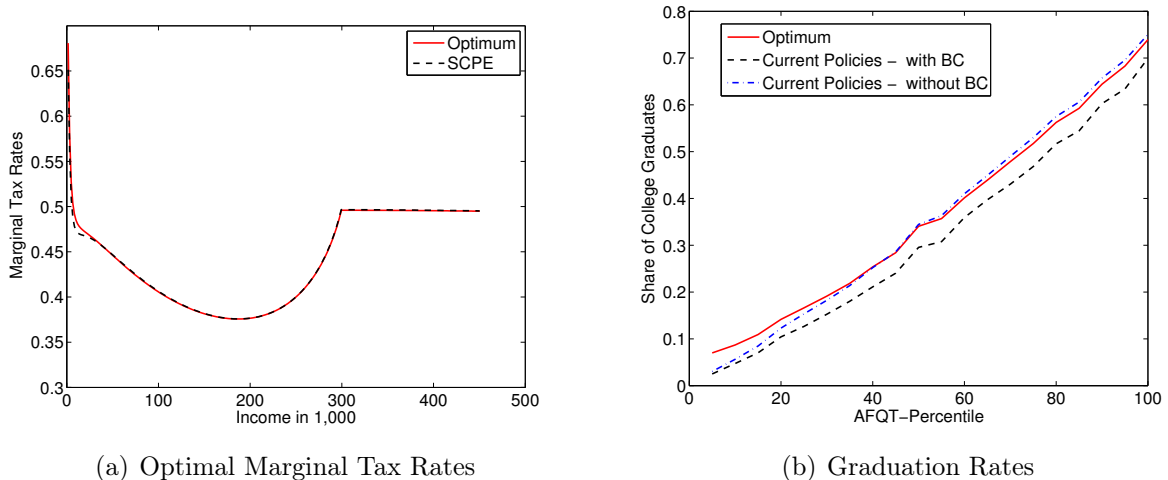 Optimum
SCPE
Marginal Tax Rates
0.65
0.6
0.55
0.5
0.45
0.4
0.35
0.3
0 100 200 300 400 500
Income in 1,000
(a) Optimal Marginal Tax Rates
Optimum
Current Policies − with BC
Current Policies − without BC
Share of College Graduates
0.8
0.7
0.6
0.5
0.4
0.3
0.2
0.1
0
0 20 40 60 80 100
AFQT−Percentile
(b) Graduation Rates